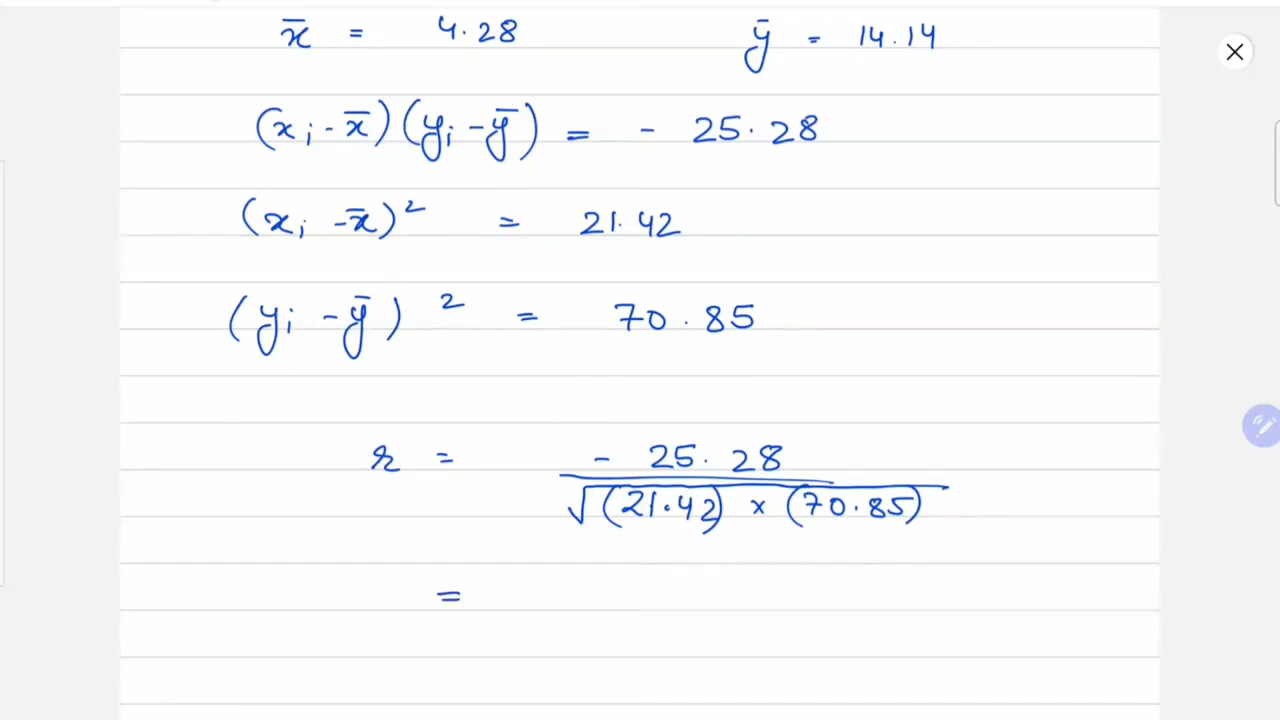 x̄ = 4.28 ȳ = 14.14
(xᵢ - x̄)(yᵢ - ȳ) = - 25.28
(xᵢ - x̄)² = 21.42
(yᵢ - ȳ)² = 70.85
r = - 25.28
√(21.42) × (70.85)
=